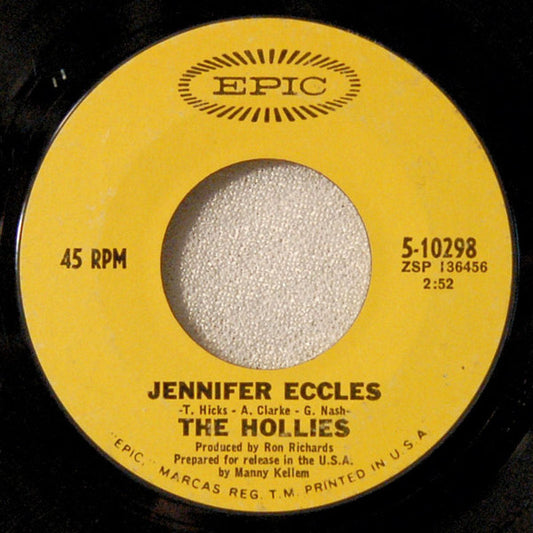 EPIC
45 RPM
5-10298
ZSP 136456
2:52
JENNIFER ECCLES
-T. Hicks - A. Clarke - G. Nash-
THE HOLLIES
Produced by Ron Richards
Prepared for release in the U.S.A.
by Manny Kellem
"EPIC," MARCAS REG. T.M. PRINTED IN U.S.A.